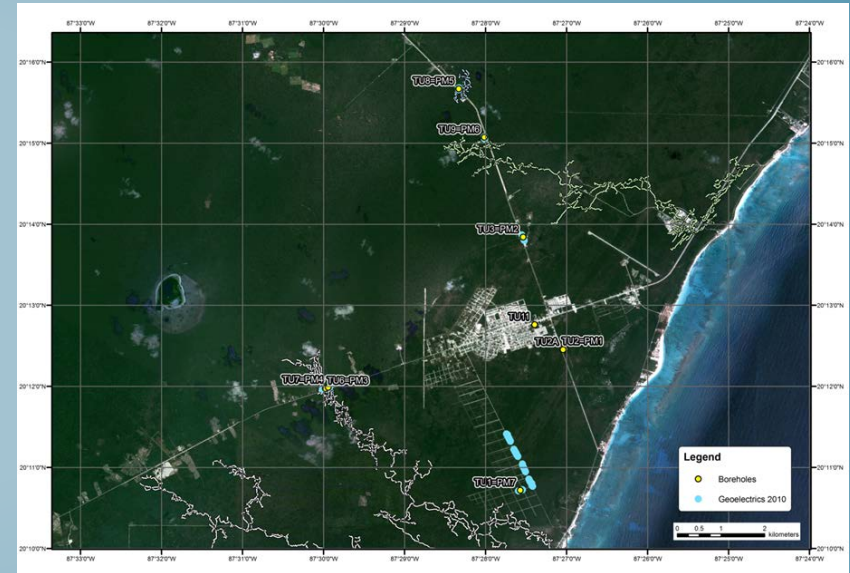 87°33'0"W 87°32'0"W 87°31'0"W 87°30'0"W 87°29'0"W 87°28'0"W 87°27'0"W 87°26'0"W 87°25'0"W 87°24'0"W
20°16'0"N 20°16'0"N
TU8=PM5
TU9=PM6
20°15'0"N 20°15'0"N
20°14'0"N 20°14'0"N
TU3=PM2
20°13'0"N 20°13'0"N
TU11
TU2A TU2=PM1
TU7=PM4 TU6=PM3
20°12'0"N 20°12'0"N
20°11'0"N 20°11'0"N
TU1=PM7
Legend
Boreholes
Geoelectrics 2010
0 0.5 1 2
kilometers
20°10'0"N 20°10'0"N
87°33'0"W 87°32'0"W 87°31'0"W 87°30'0"W 87°29'0"W 87°28'0"W 87°27'0"W 87°26'0"W 87°25'0"W 87°24'0"W